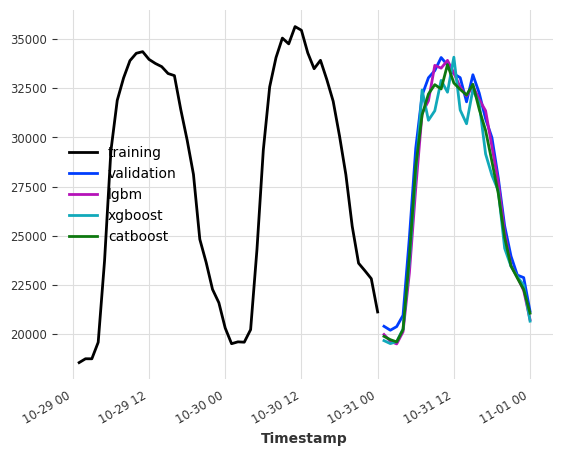 35000
32500
30000
27500
25000
22500
20000
training
validation
lgbm
xgboost
catboost
10-29 00
10-29 12
10-30 00
10-30 12
10-31 00
10-31 12
11-01 00
Timestamp